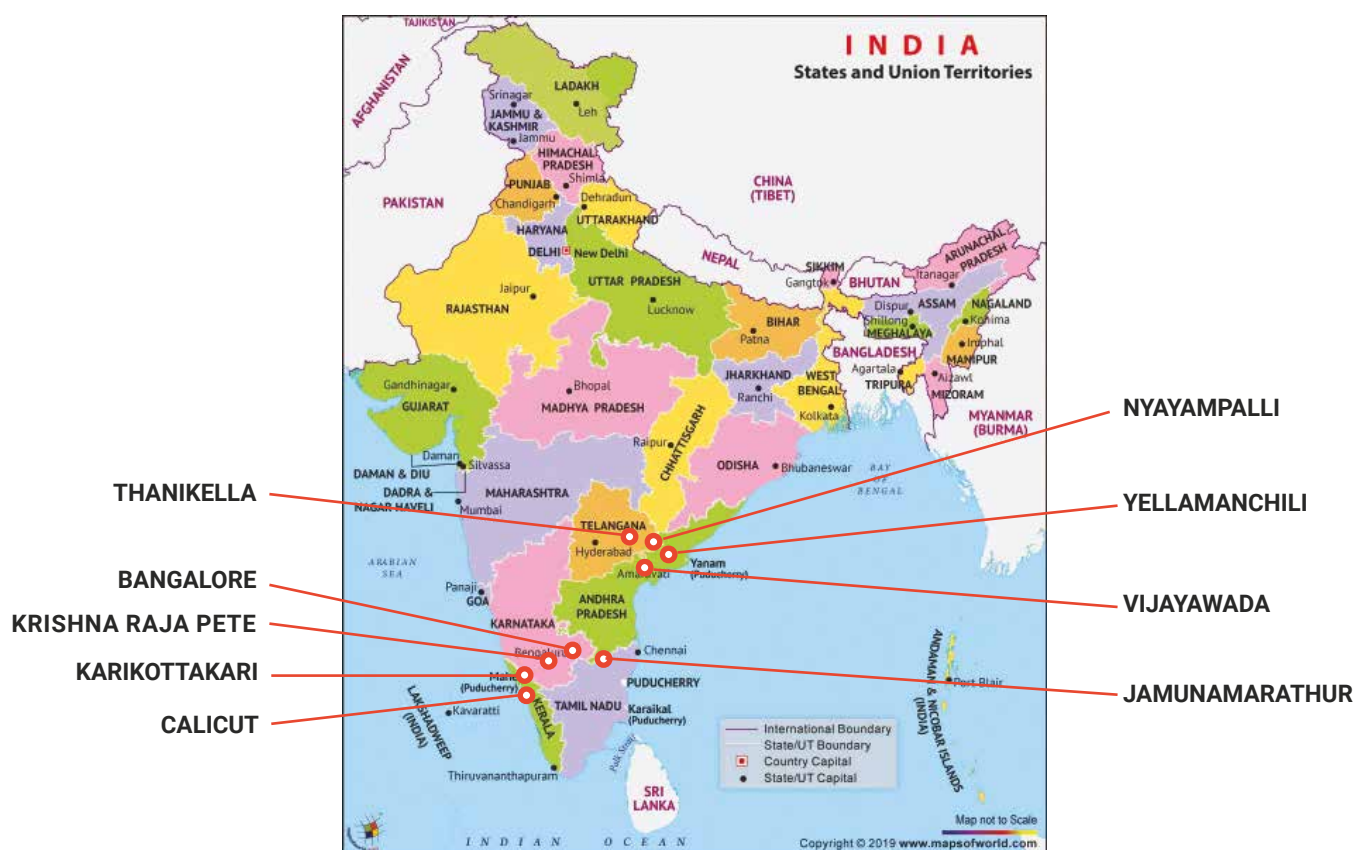 TAJIKISTAN
INDIA
States and Union Territories
AFGHANISTAN
LADAKH
Srinagar
Leh
JAMMU &
KASHMIR
Jammu
HIMACHAL
PRADESH
Shimla
PUNJAB
Chandigarh
Dehradun
UTTARAKHAND
CHINA
(TIBET)
PAKISTAN
HARYANA
DELHI
New Delhi
NEPAL
SIKKIM
Gangtok
BHUTAN
ARUNACHAL
PRADESH
Itanagar
UTTAR PRADESH
Lucknow
Jaipur
RAJASTHAN
BIHAR
Patna
Dispur
ASSAM
NAGALAND
Shillong
Kohima
MEGHALAYA
Imphal
MANIPUR
BANGLADESH
Agartala
TRIPURA
Aizawl
MIZORAM
Gandhinagar
GUJARAT
Bhopal
MADHYA PRADESH
JHARKHAND
Ranchi
WEST
BENGAL
Kolkata
MYANMAR
(BURMA)
NYAYAMPALLI
Raipur
CHHATTISGARH
ODISHA
Bhubaneswar
BAY
OF
BENGAL
Daman
Silvassa
DAMAN & DIU
DADRA &
NAGAR HAVELI
Mumbai
MAHARASHTRA
THANIKELLA
YELLAMANCHILI
TELANGANA
Hyderabad
Yanam
(Puducherry)
Amaravati
ARABIAN
SEA
BANGALORE
Panaji
GOA
ANDHRA
PRADESH
VIJAYAWADA
KRISHNA RAJA PETE
KARNATAKA
Bengaluru
Chennai
KARIKOTTAKARI
Mahe
(Puducherry)
PUDUCHERRY
JAMUNAMARATHUR
CALICUT
LAKSHADWEEP
(INDIA)
Kavaratti
KERALA
TAMIL NADU
Karaikal
(Puducherry)
Palk Strait
ANDAMAN & NICOBAR ISLANDS
(INDIA)
Port Blair
Thiruvananthapuram
SRI
LANKA
International Boundary
State/UT Boundary
Country Capital
State/UT Capital
INDIAN OCEAN
Map not to Scale
Copyright © 2019 www.mapsofworld.com